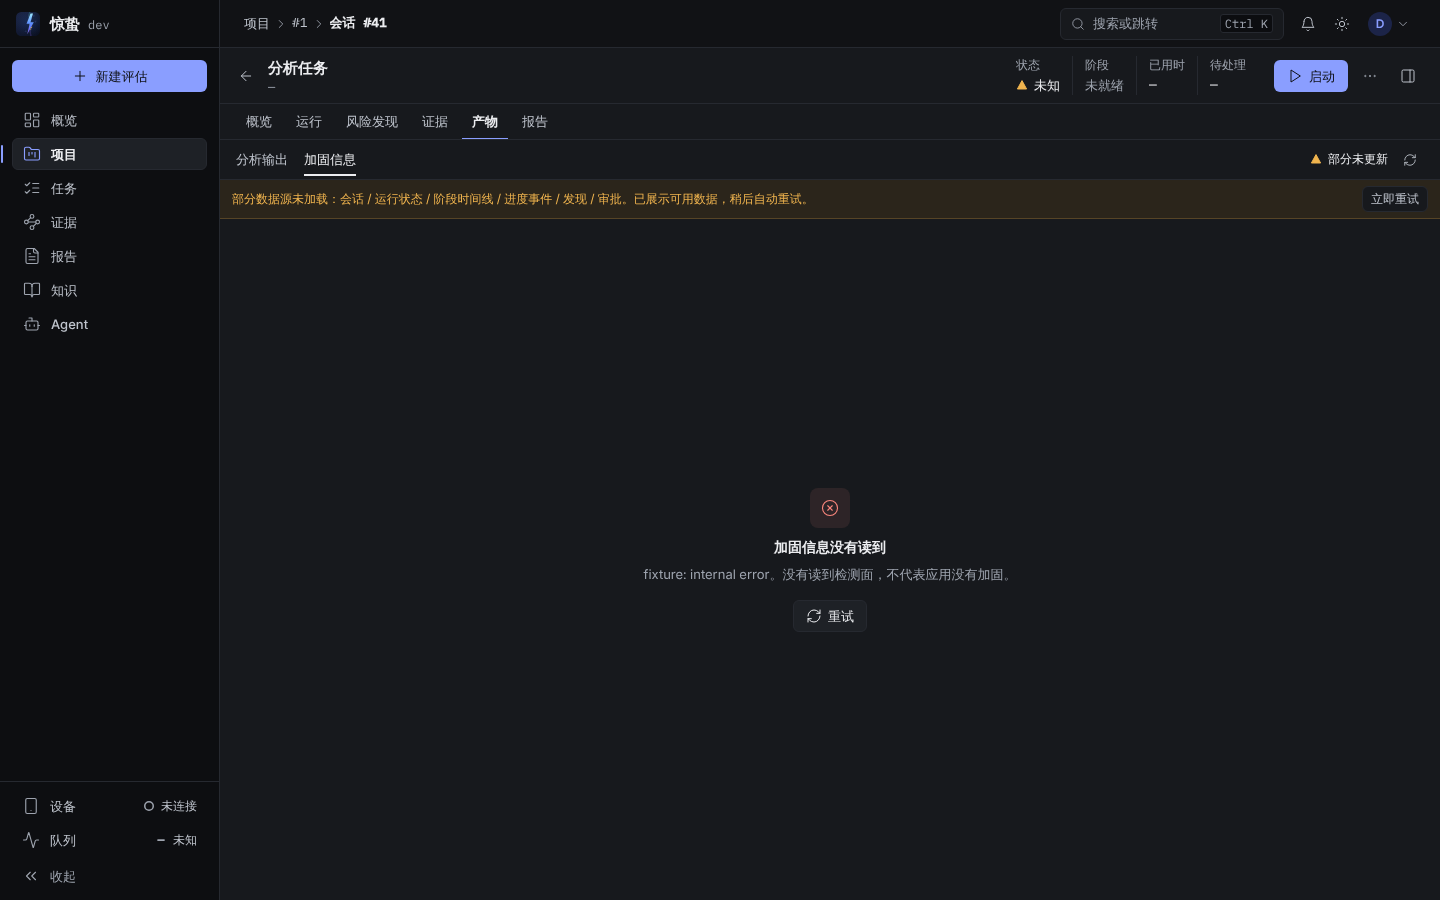 惊蛰 dev
项目 > #1 > 会话 #41
搜索或跳转 Ctrl K
D
新建评估
概览
项目
任务
证据
报告
知识
Agent
分析任务
–
状态
未知
阶段
未就绪
已用时
–
待处理
–
启动
概览 运行 风险发现 证据 产物 报告
分析输出 加固信息
部分未更新
部分数据源未加载：会话 / 运行状态 / 阶段时间线 / 进度事件 / 发现 / 审批。已展示可用数据，稍后自动重试。
立即重试
加固信息没有读到
fixture: internal error。没有读到检测面，不代表应用没有加固。
重试
设备 未连接
队列 – 未知
收起